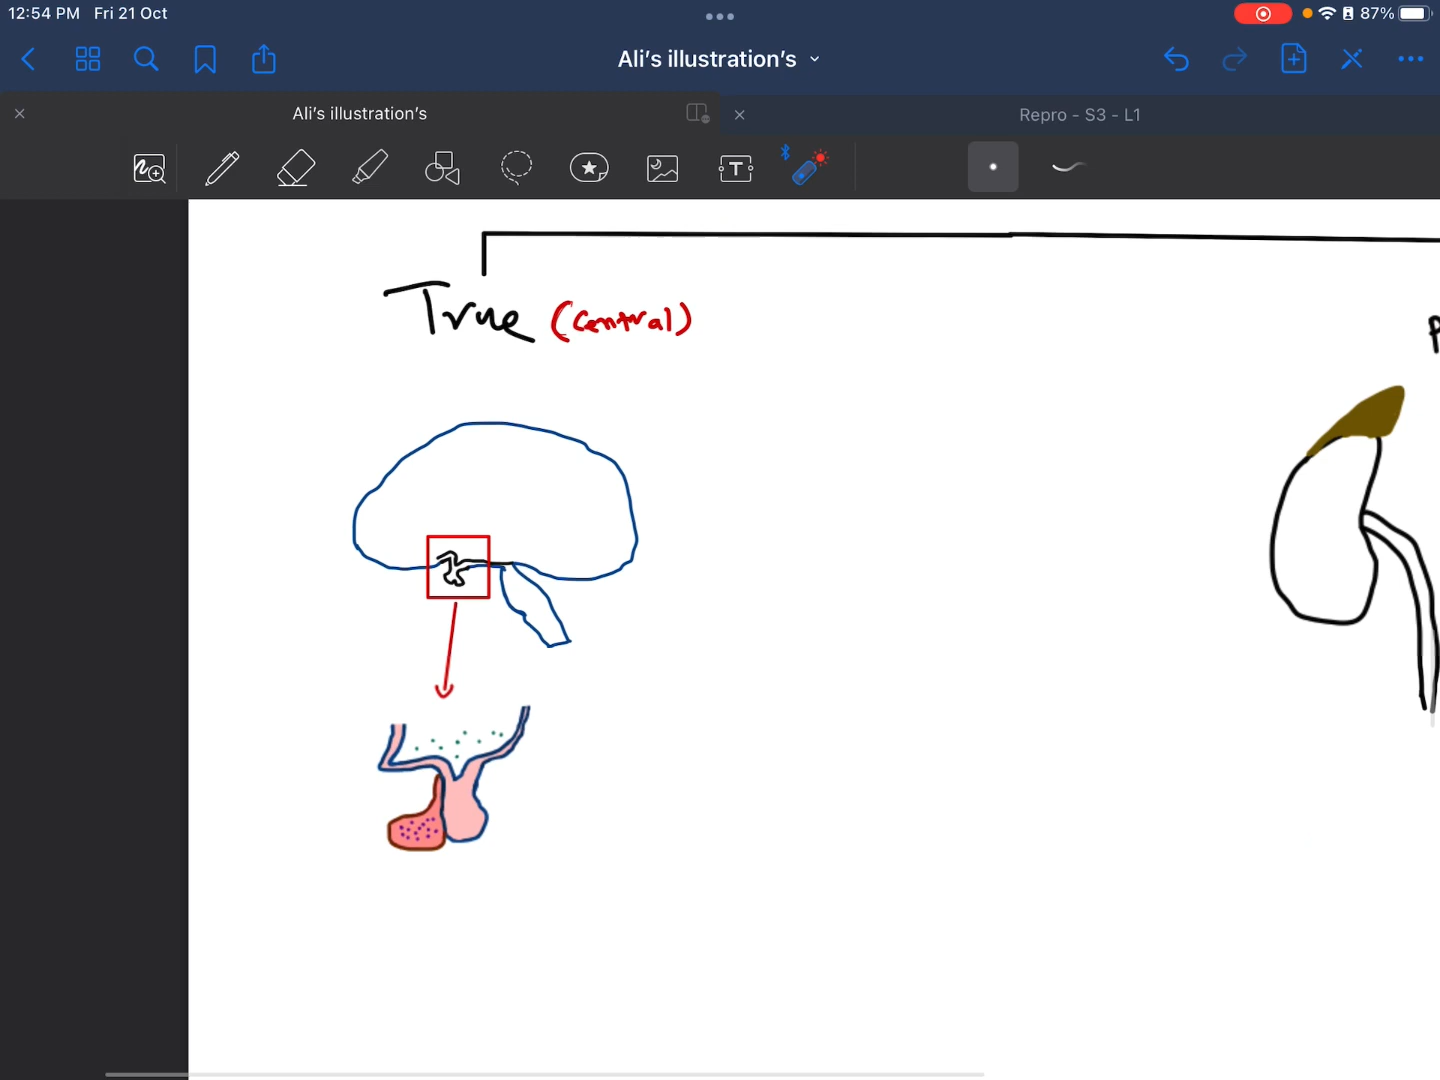 12:54 PM Fri 21 Oct
87%
Ali's illustration's
Ali's illustration's
Repro - S3 - L1
T
True (Central)